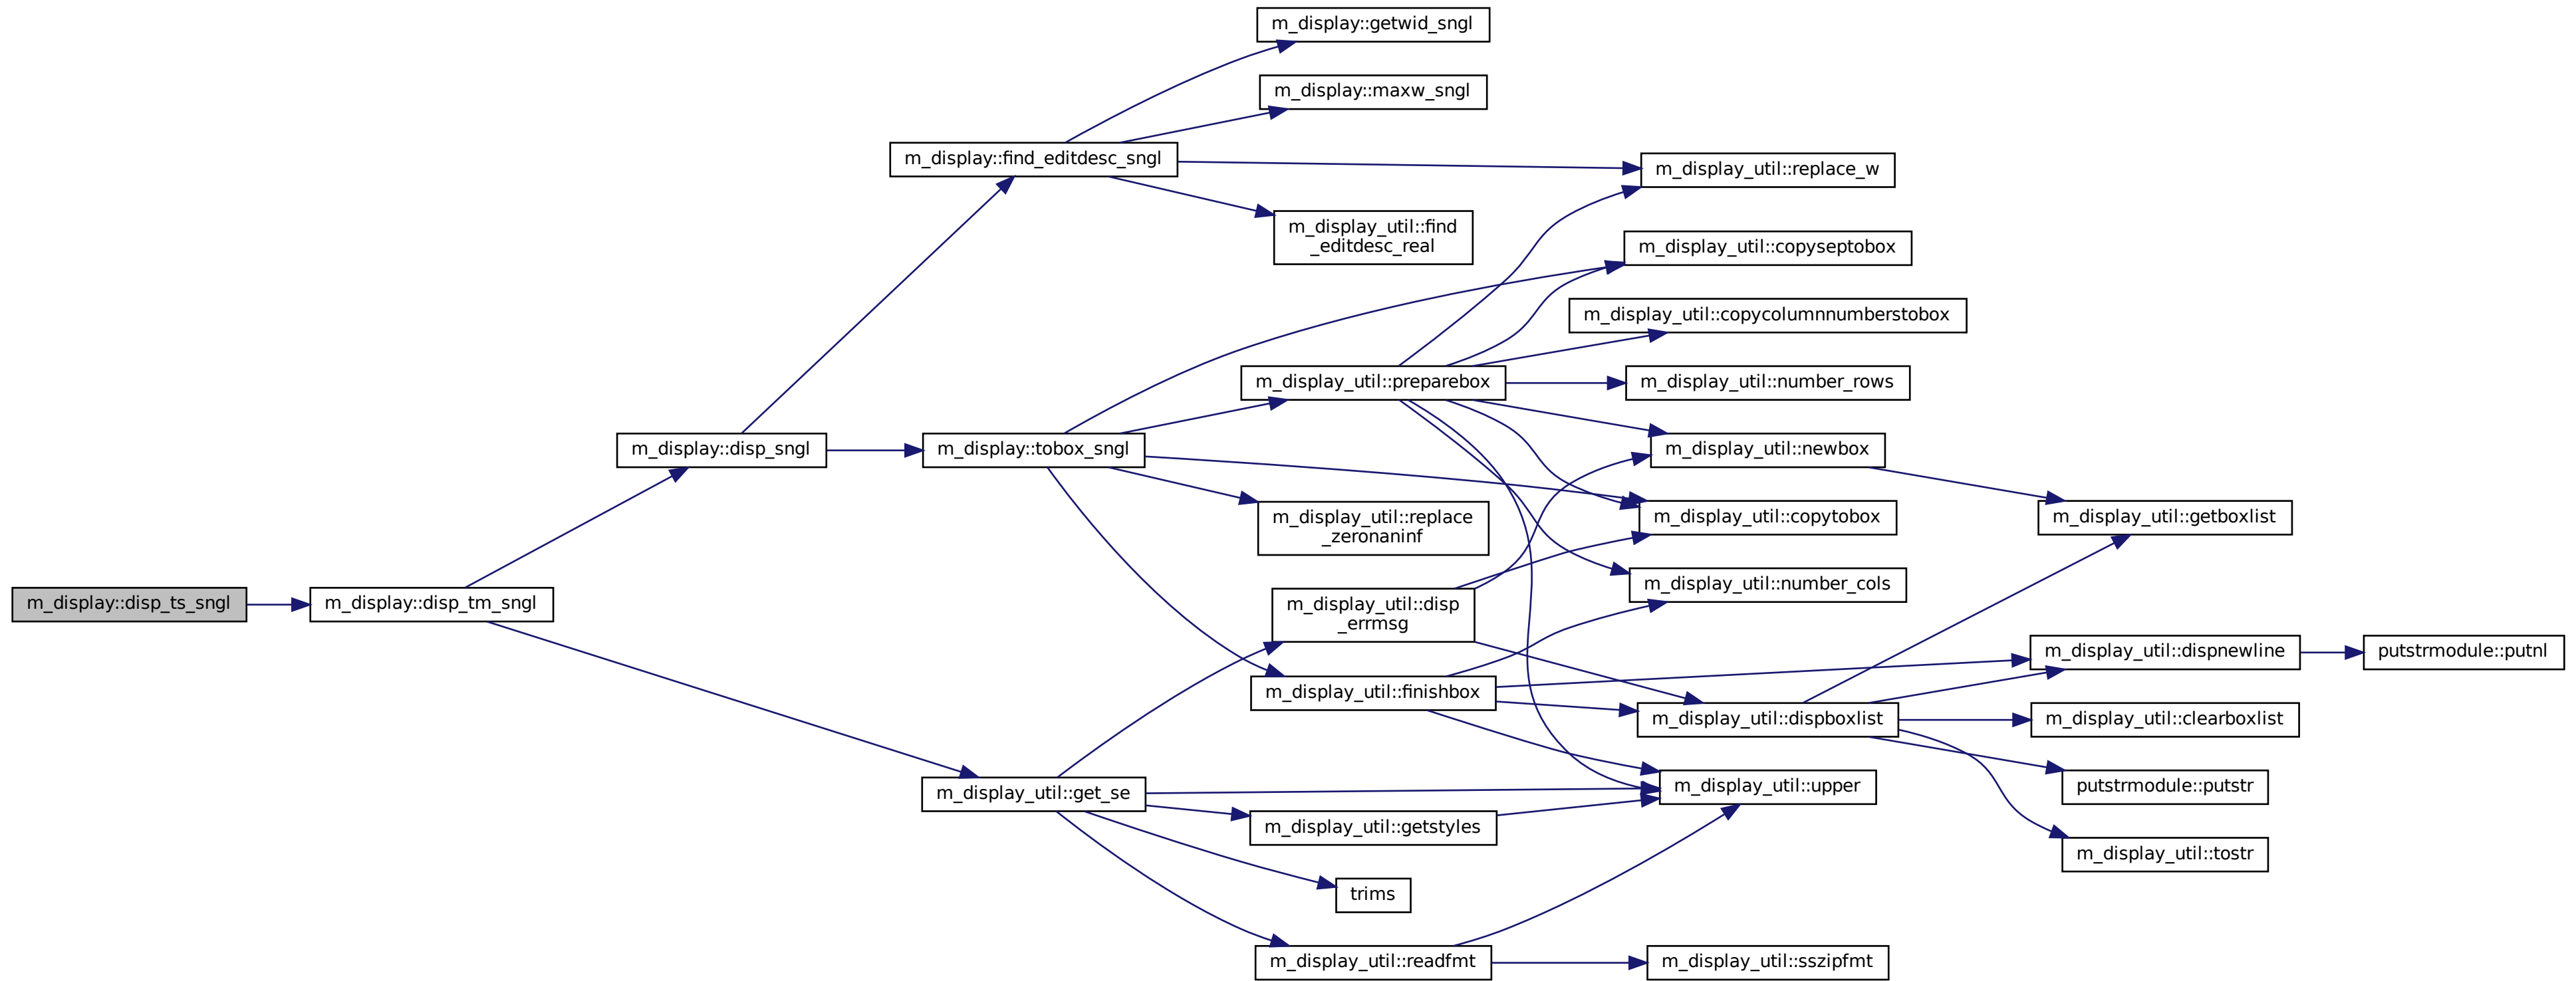 m_display::getwid_sngl
m_display::maxw_sngl
m_display::find_editdesc_sngl
m_display_util::replace_w
m_display_util::find
_editdesc_real
m_display_util::copyseptobox
m_display_util::copycolumnnumberstobox
m_display_util::preparebox
m_display_util::number_rows
m_display::disp_sngl
m_display::tobox_sngl
m_display_util::newbox
m_display_util::replace
_zeronaninf
m_display_util::copytobox
m_display_util::getboxlist
m_display::disp_ts_sngl
m_display::disp_tm_sngl
m_display_util::disp
_errmsg
m_display_util::number_cols
m_display_util::dispnewline
putstrmodule::putnl
m_display_util::finishbox
m_display_util::dispboxlist
m_display_util::clearboxlist
m_display_util::get_se
m_display_util::upper
putstrmodule::putstr
m_display_util::getstyles
m_display_util::tostr
trims
m_display_util::readfmt
m_display_util::sszipfmt